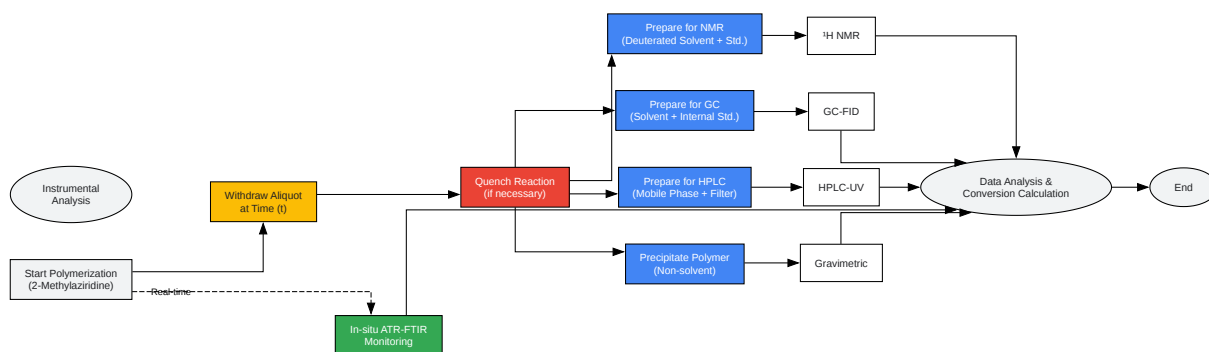 Instrumental
Analysis
Start Polymerization
(2-Methylaziridine)
Real-time
Withdraw Aliquot
at Time (t)
In-situ ATR-FTIR
Monitoring
Quench Reaction
(if necessary)
Prepare for NMR
(Deuterated Solvent + Std.)
¹H NMR
Prepare for GC
(Solvent + Internal Std.)
GC-FID
Prepare for HPLC
(Mobile Phase + Filter)
HPLC-UV
Precipitate Polymer
(Non-solvent)
Gravimetric
Data Analysis &
Conversion Calculation
End